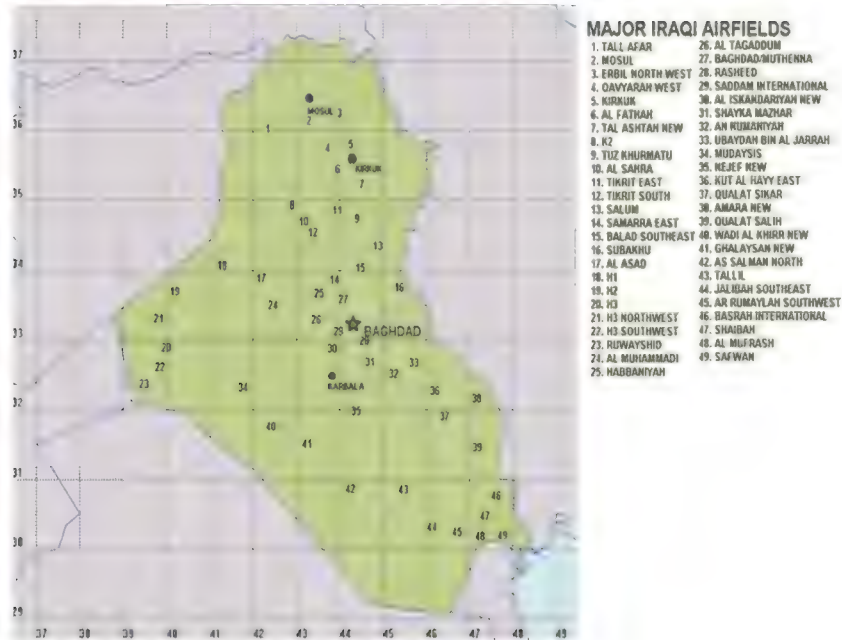 MAJOR IRAQI AIRFIELDS
1. TALL AFAR
2. MOSUL
3. ERBIL NORTH WEST
4. QAVYARAH WEST
5. KIRKUK
6. AL FATHAH
7. TAL ASHTAH NEW
8. K2
9. TUZ KHURMATU
10. AL SAHRA
11. TIKRIT EAST
12. TIKRIT SOUTH
13. SALUM
14. SAMARRA EAST
15. BALAD SOUTHEAST
16. SUBAKHU
17. AL ASAD
18. H1
19. H2
20. H3
21. H3 NORTHWEST
22. H3 SOUTHWEST
23. RUWAYSHID
24. AL MUHAMMADI
25. HABBANIYAH
26. AL TAGADDUM
27. BAGHDAD/MUTHENNA
28. RASHEED
29. SADDAM INTERNATIONAL
30. AL ISKANDARIYAH NEW
31. SHAYKA MAZHAR
32. AN KUMANIYAH
33. UBAYDAH BIN AL JARRAH
34. MUDAYSIS
35. NEJEF NEW
36. KUT AL HAYY EAST
37. QUALAT SIKAR
38. AMARA NEW
39. QUALAT SALIH
40. WADI AL KHIRR NEW
41. GHALAYSAN NEW
42. AS SALMAN NORTH
43. TALLIL
44. JALIBAH SOUTHEAST
45. AR RUMAYLAH SOUTHWEST
46. BASRAH INTERNATIONAL
47. SHAIBAH
48. AL MUFRASH
49. SAFWAN
37
MOSUL 3
2
36 1
4 5
KIRKUK
6
7
35
8 11
10 9
12
13
34 18
17 14 15
19 25 27 16
24
21 26
BAGHDAD
33
20 30
22 31 33
32
23 34 KARBALA 36
38
32 35
37
40
41 39
31
42 43 46
47
44 45 48 49
30
29
37 38 39 40 41 42 43 44 45 46 47 48 49